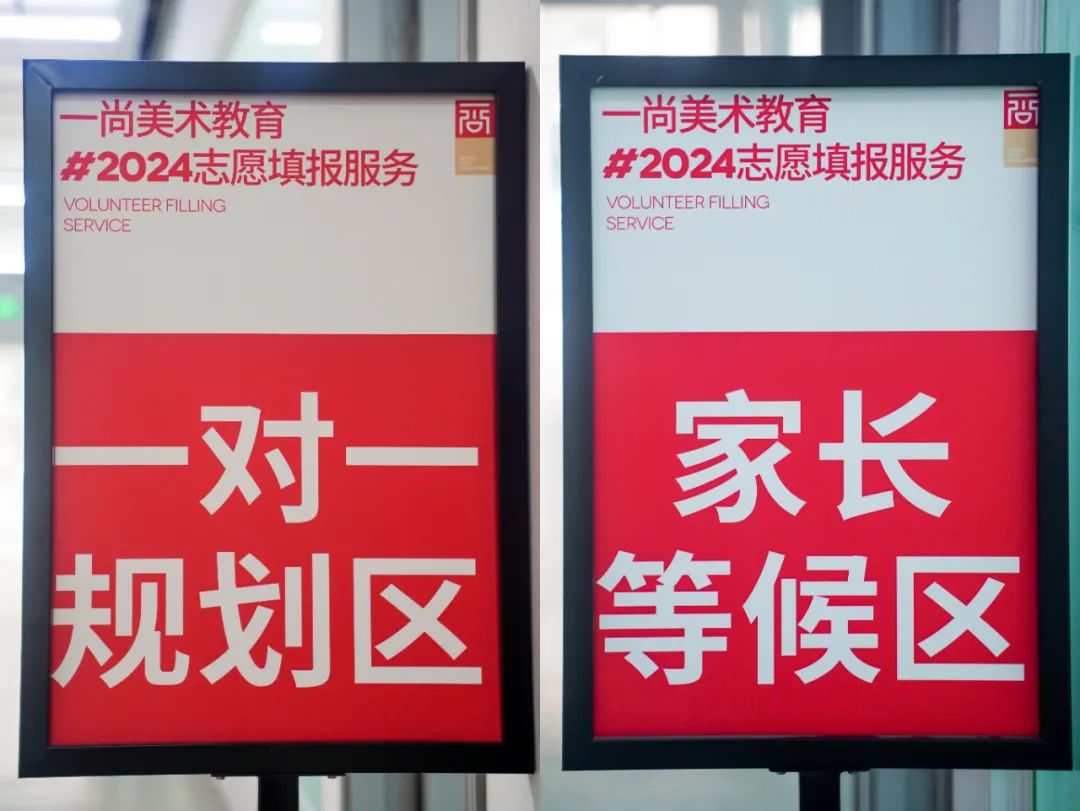 一尚美术教育
#2024志愿填报服务
VOLUNTEER FILLING
SERVICE
一对一
规划区
一尚美术教育
#2024志愿填报服务
VOLUNTEER FILLING
SERVICE
家长
等候区